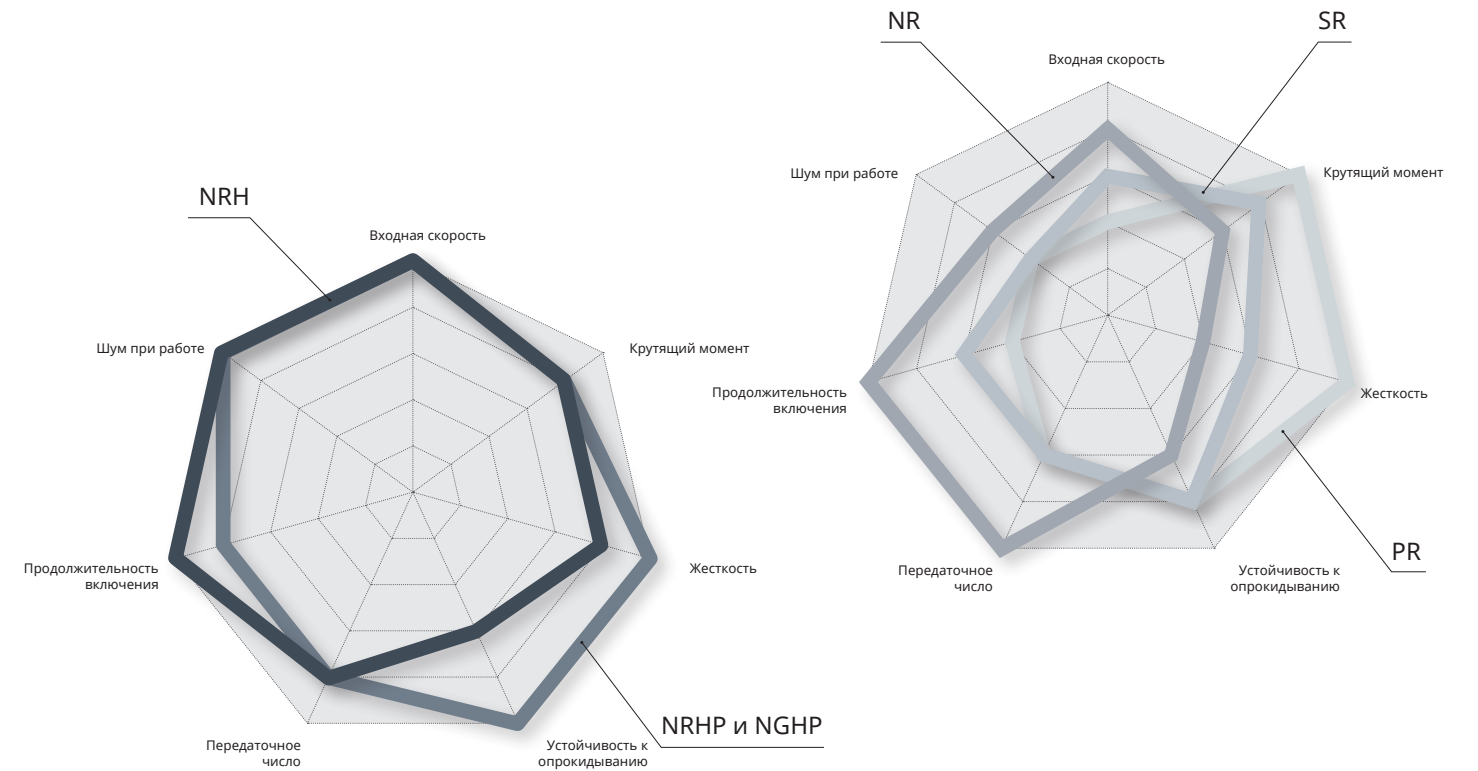 NRH
Входная скорость
Шум при работе
Крутящий момент
Продолжительность
включения
Жесткость
Передаточное
число
Устойчивость к
опрокидыванию
NRHP и NGHP
NR
SR
Входная скорость
Шум при работе
Крутящий момент
Продолжительность
включения
Жесткость
Передаточное
число
Устойчивость к
опрокидыванию
PR